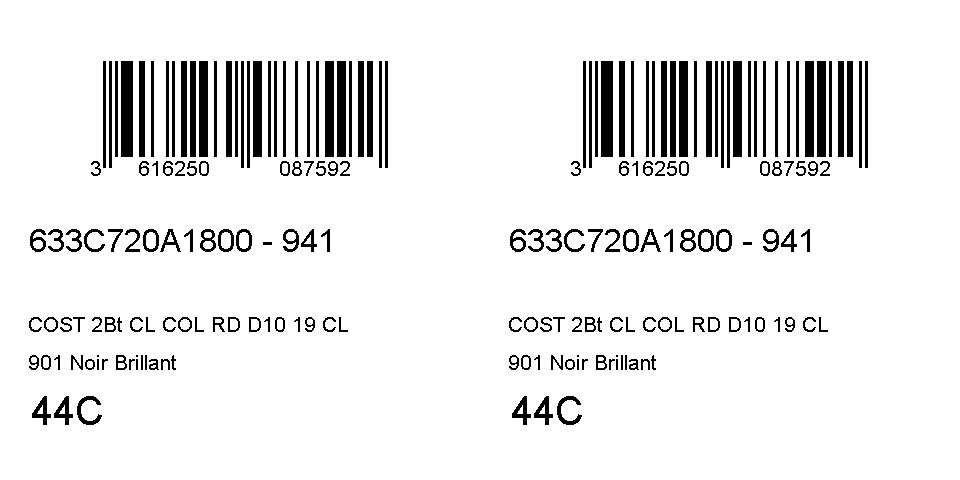 3 616250 087592
633C720A1800 - 941
COST 2Bt CL COL RD D10 19 CL
901 Noir Brillant
44C
3 616250 087592
633C720A1800 - 941
COST 2Bt CL COL RD D10 19 CL
901 Noir Brillant
44C